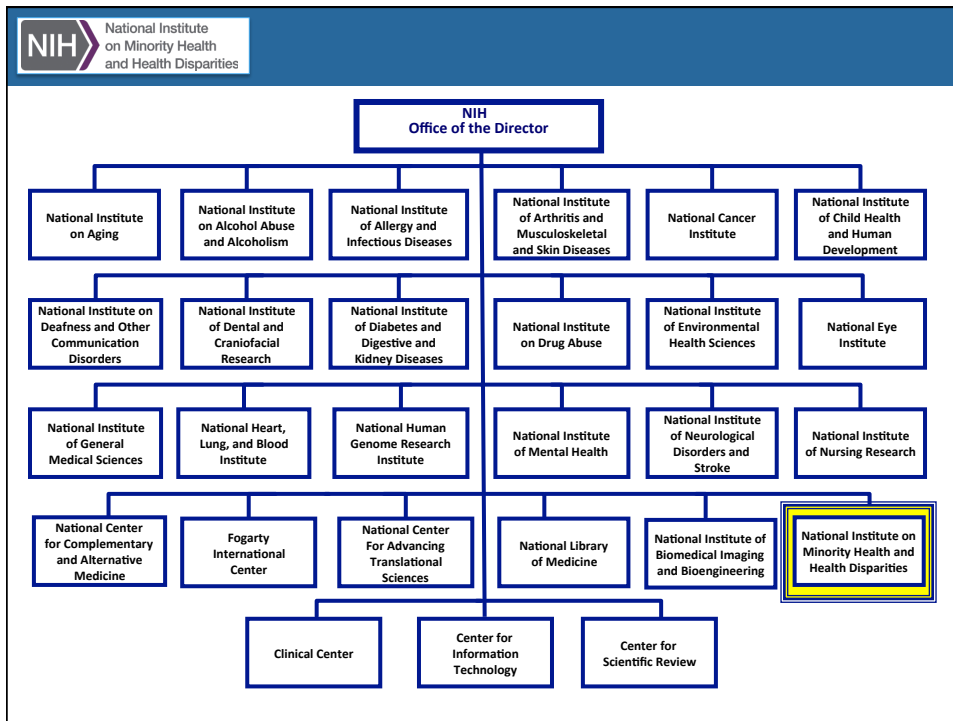 NIH
National Institute
on Minority Health
and Health Disparities
NIH
Office of the Director
National Institute
on Aging
National Institute
on Alcohol Abuse
and Alcoholism
National Institute
of Allergy and
Infectious Diseases
National Institute
of Arthritis and
Musculoskeletal
and Skin Diseases
National Cancer
Institute
National Institute
of Child Health
and Human
Development
National Institute on
Deafness and Other
Communication
Disorders
National Institute
of Dental and
Craniofacial
Research
National Institute
of Diabetes and
Digestive and
Kidney Diseases
National Institute
on Drug Abuse
National Institute
of Environmental
Health Sciences
National Eye
Institute
National Institute
of General
Medical Sciences
National Heart,
Lung, and Blood
Institute
National Human
Genome Research
Institute
National Institute
of Mental Health
National Institute
of Neurological
Disorders and
Stroke
National Institute
of Nursing Research
National Center
for Complementary
and Alternative
Medicine
Fogarty
International
Center
National Center
For Advancing
Translational
Sciences
National Library
of Medicine
National Institute of
Biomedical Imaging
and Bioengineering
National Institute on
Minority Health and
Health Disparities
Clinical Center
Center for
Information
Technology
Center for
Scientific Review